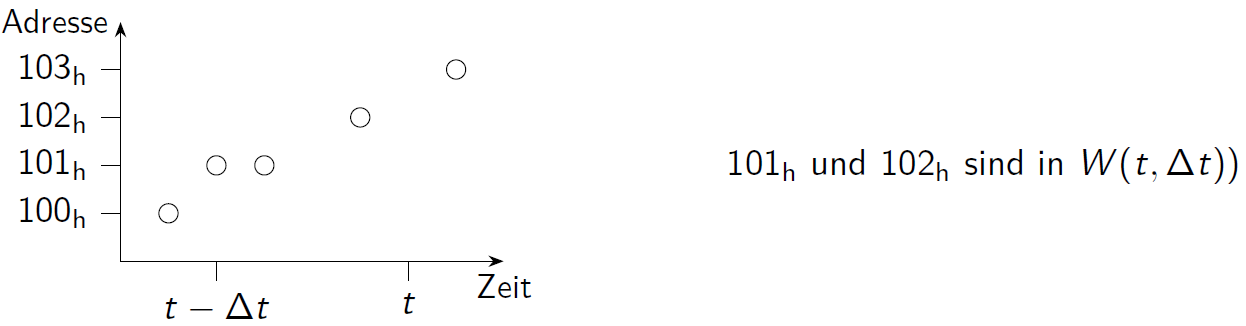 Adresse
103h
102h
101h
100h
t − Δt
t
Zeit
101h und 102h sind in W(t, Δt))